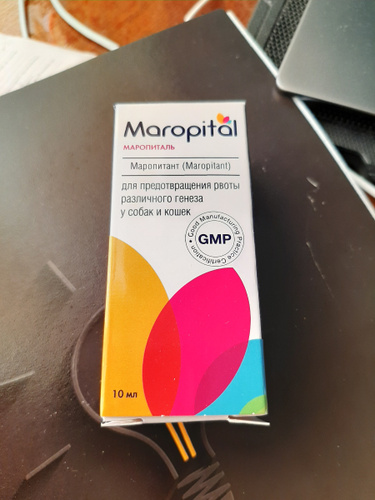 Maropital
МАРОПИТАЛЬ
Маропитант (Maropitant)
для предотвращения рвоты
различного генеза
у собак и кошек
Good Manufacturing
Practice Certification
GMP
10 мл